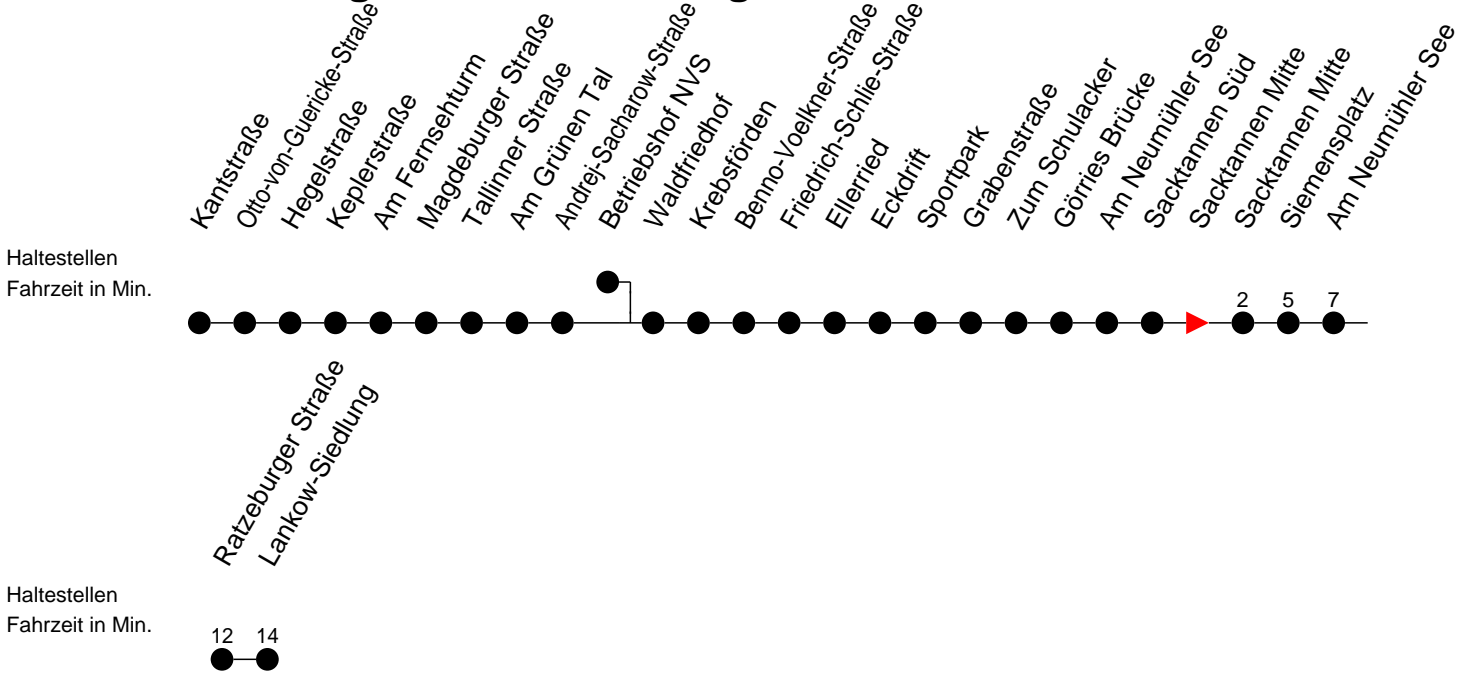 Kantstraße
Otto-von-Guericke-Straße
Hegelstraße
Keplerstraße
Am Fernsehturm
Magdeburger Straße
Tallinner Straße
Am Grünen Tal
Andrej-Sacharow-Straße
Betriebshof NVS
Waldfriedhof
Krebsförden
Benno-Voelkner-Straße
Friedrich-Schlie-Straße
Ellerried
Eckdrift
Sportpark
Grabenstraße
Zum Schulacker
Görries Brücke
Am Neumühler See
Sacktannen Süd
Sacktannen Mitte
Sacktannen Mitte
Siemensplatz
Am Neumühler See
Haltestellen
Fahrzeit in Min.
2 5 7
Ratzeburger Straße
Lankow-Siedlung
Haltestellen
Fahrzeit in Min.
12 14